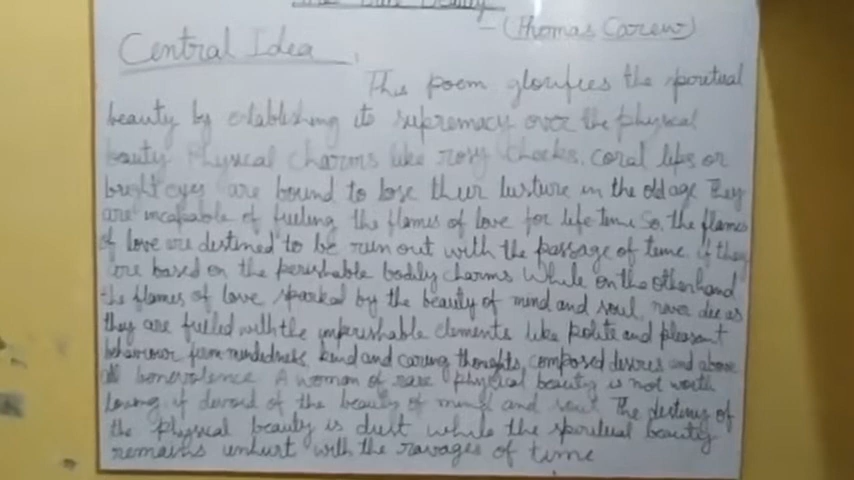 The True Beauty
– (Thomas Carew)
Central Idea
This poem glorifies the spiritual
beauty by establishing its supremacy over the physical
beauty Physical charms like rosy cheeks, coral lips or
bright eyes are bound to lose their lusture in the old age They
are incapable of fueling the flames of love for life time So, the flames
of love are destined to be run out with the passage of time, if they
are based on the perishable bodily charms While on the other hand
the flames of love sparked by the beauty of mind and soul, never die as
they are fuelled with the imperishable elements like polite and pleasant
behaviour firm mindedness, kind and caring thoughts, composed desires and above
all benevolence A woman of rare physical beauty is not worth
loving if devoid of the beauty of mind and soul The destiny of
the physical beauty is dust while the spiritual beauty
remains unhurt with the ravages of time